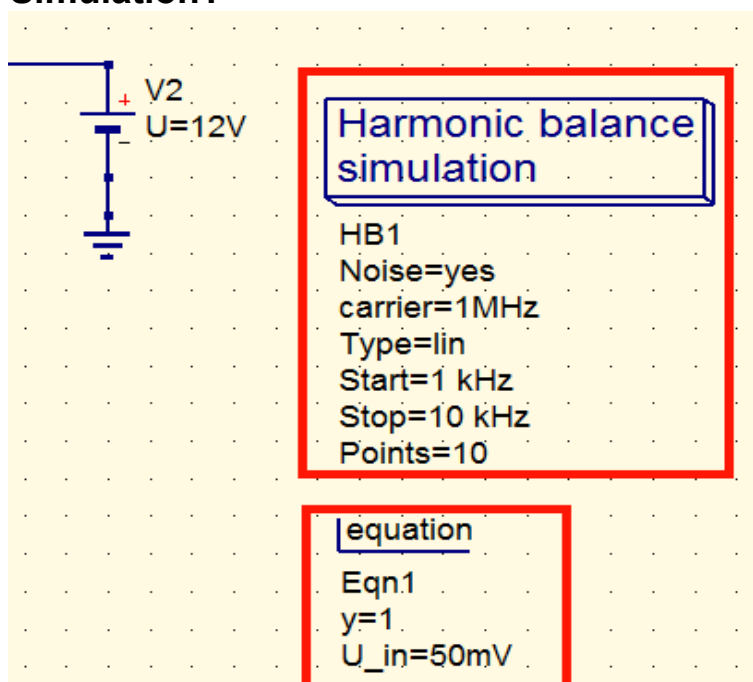 V2
U=12V
Harmonic balance
simulation
HB1
Noise=yes
carrier=1MHz
Type=lin
Start=1 kHz
Stop=10 kHz
Points=10
equation
Eqn1
y=1
U_in=50mV